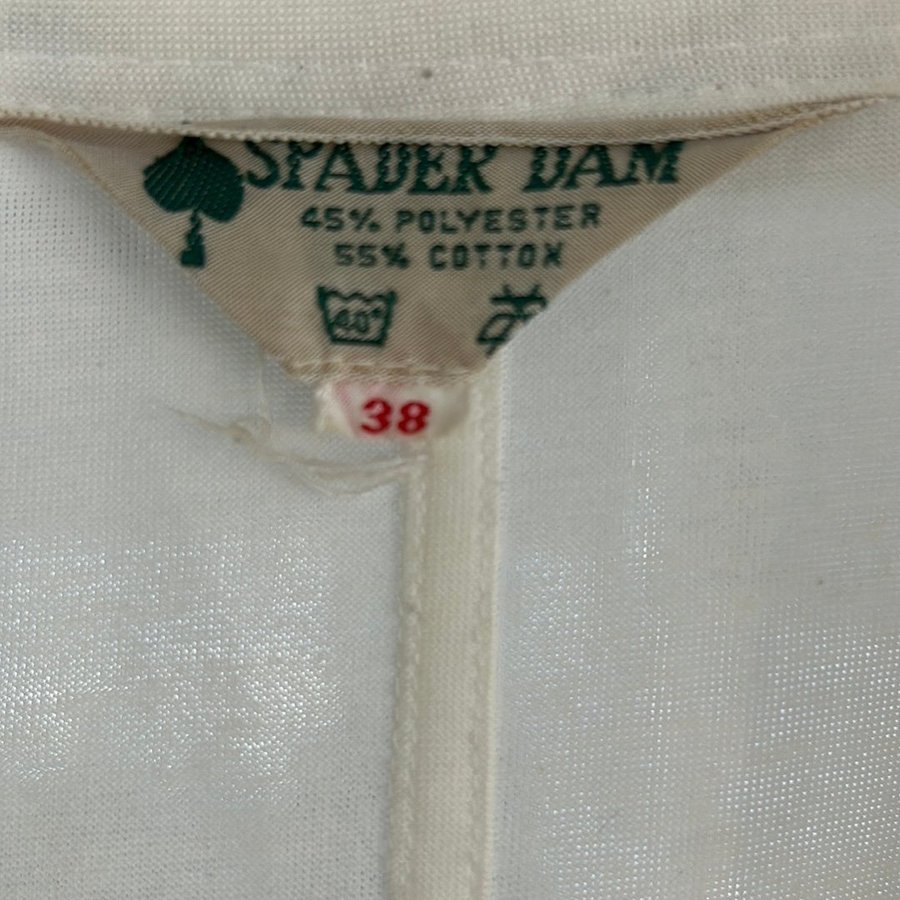 SPADER DAM
45% POLYESTER
55% COTTON
40°
38